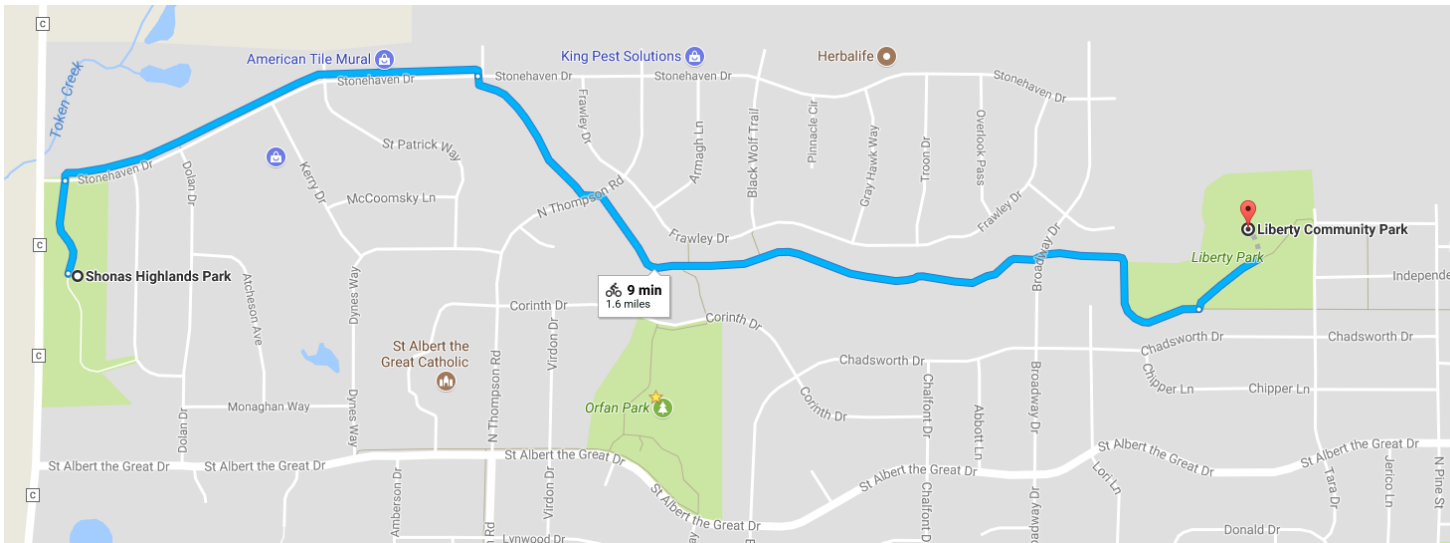 C
American Tile Mural
King Pest Solutions
Herbalife
Stonehaven Dr
Stonehaven Dr
Stonehaven Dr
Stonehaven Dr
Token Creek
Frawley Dr
Armagh Ln
Black Wolf Trail
Pinnacle Cir
Gray Hawk Way
Troon Dr
Overlook Pass
St Patrick Way
Stonehaven Dr
Dolan Dr
Kerry Dr
McCoomsky Ln
N Thompson Rd
Frawley Dr
Frawley Dr
Broadway Dr
Liberty Community Park
Liberty Park
C
Shonas Highlands Park
Independe
9 min
1.6 miles
Atcheson Ave
Dynes Way
Corinth Dr
Virdon Dr
Corinth Dr
C
St Albert the
Great Catholic
N Thompson Rd
Chadsworth Dr
Chadsworth Dr
Chadsworth Dr
Chipper Ln
Chipper Ln
Orfan Park
Corinth Dr
Chalfont Dr
Abbott Ln
Broadway Dr
Monaghan Way
Dolan Dr
Dynes Way
St Albert the Great Dr
St Albert the Great Dr
St Albert the Great Dr
St Albert the Great Dr
St Albert the Great Dr
St Albert the Great Dr
St Albert the Great Dr
C
Amberson Dr
Virdon Dr
Chalfont D
Lori Ln
Tara Dr
Jerico Ln
N Pine St
oadway Dr
n Rd
Lynwood Dr
way
Donald Dr